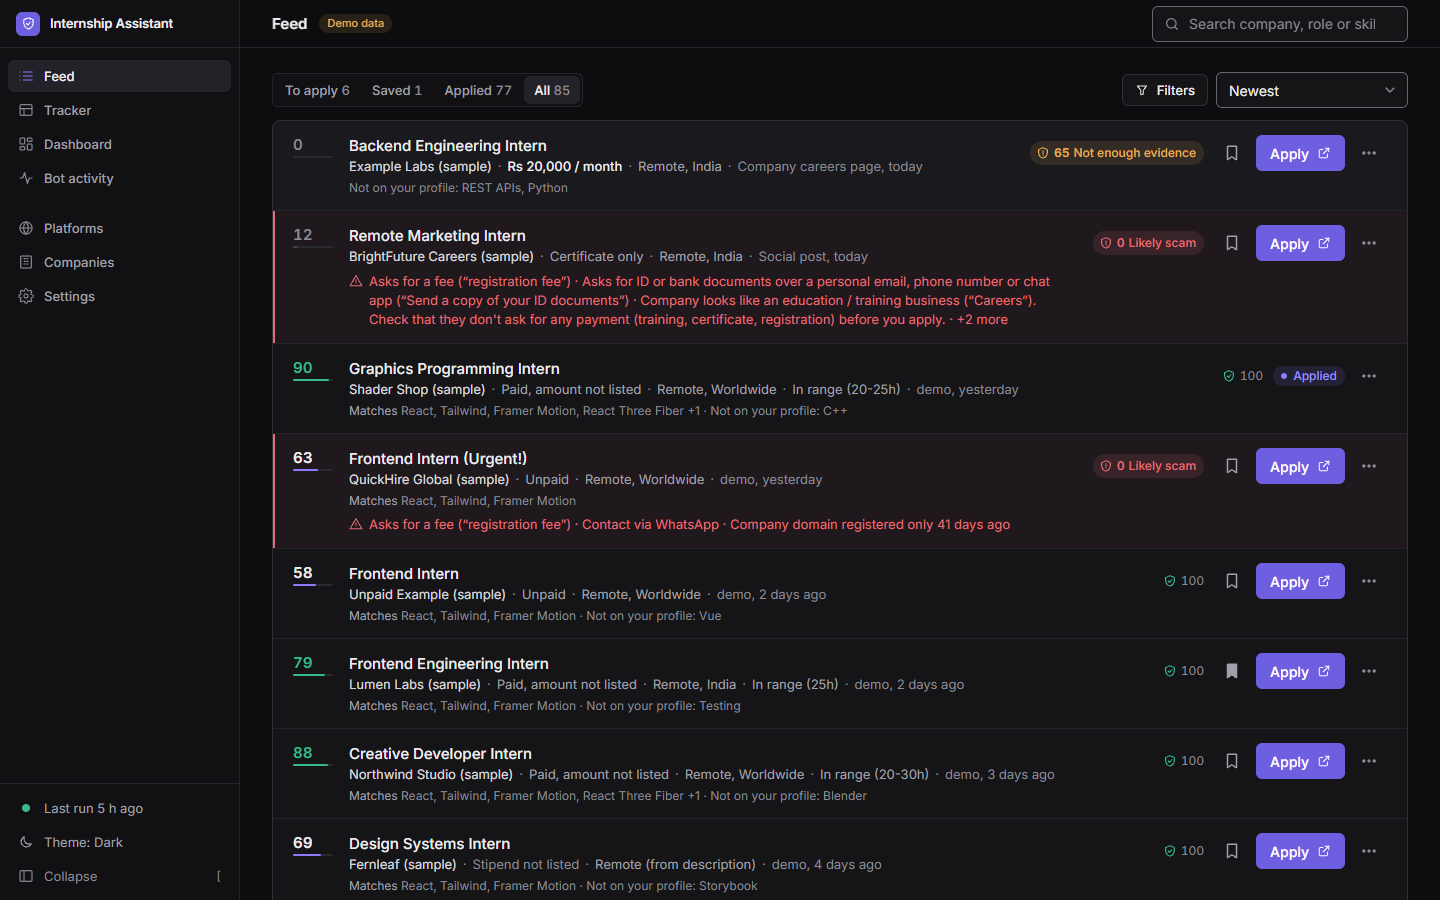 Internship Assistant
Feed
Demo data
Search company, role or skil
Feed
Tracker
Dashboard
Bot activity
Platforms
Companies
Settings
To apply 6
Saved 1
Applied 77
All 85
Filters
Newest
0
Backend Engineering Intern
Example Labs (sample) · Rs 20,000 / month · Remote, India · Company careers page, today
Not on your profile: REST APIs, Python
65 Not enough evidence
Apply
12
Remote Marketing Intern
BrightFuture Careers (sample) · Certificate only · Remote, India · Social post, today
Asks for a fee (“registration fee”) · Asks for ID or bank documents over a personal email, phone number or chat
app (“Send a copy of your ID documents”) · Company looks like an education / training business (“Careers”).
Check that they don't ask for any payment (training, certificate, registration) before you apply. · +2 more
0 Likely scam
Apply
90
Graphics Programming Intern
Shader Shop (sample) · Paid, amount not listed · Remote, Worldwide · In range (20-25h) · demo, yesterday
Matches React, Tailwind, Framer Motion, React Three Fiber +1 · Not on your profile: C++
100
Applied
63
Frontend Intern (Urgent!)
QuickHire Global (sample) · Unpaid · Remote, Worldwide · demo, yesterday
Matches React, Tailwind, Framer Motion
Asks for a fee (“registration fee”) · Contact via WhatsApp · Company domain registered only 41 days ago
0 Likely scam
Apply
58
Frontend Intern
Unpaid Example (sample) · Unpaid · Remote, Worldwide · demo, 2 days ago
Matches React, Tailwind, Framer Motion · Not on your profile: Vue
100
Apply
79
Frontend Engineering Intern
Lumen Labs (sample) · Paid, amount not listed · Remote, India · In range (25h) · demo, 2 days ago
Matches React, Tailwind, Framer Motion · Not on your profile: Testing
100
Apply
88
Creative Developer Intern
Northwind Studio (sample) · Paid, amount not listed · Remote, Worldwide · In range (20-30h) · demo, 3 days ago
Matches React, Tailwind, Framer Motion, React Three Fiber +1 · Not on your profile: Blender
100
Apply
69
Design Systems Intern
Fernleaf (sample) · Stipend not listed · Remote (from description) · demo, 4 days ago
Matches React, Tailwind, Framer Motion · Not on your profile: Storybook
100
Apply
Last run 5 h ago
Theme: Dark
Collapse
[